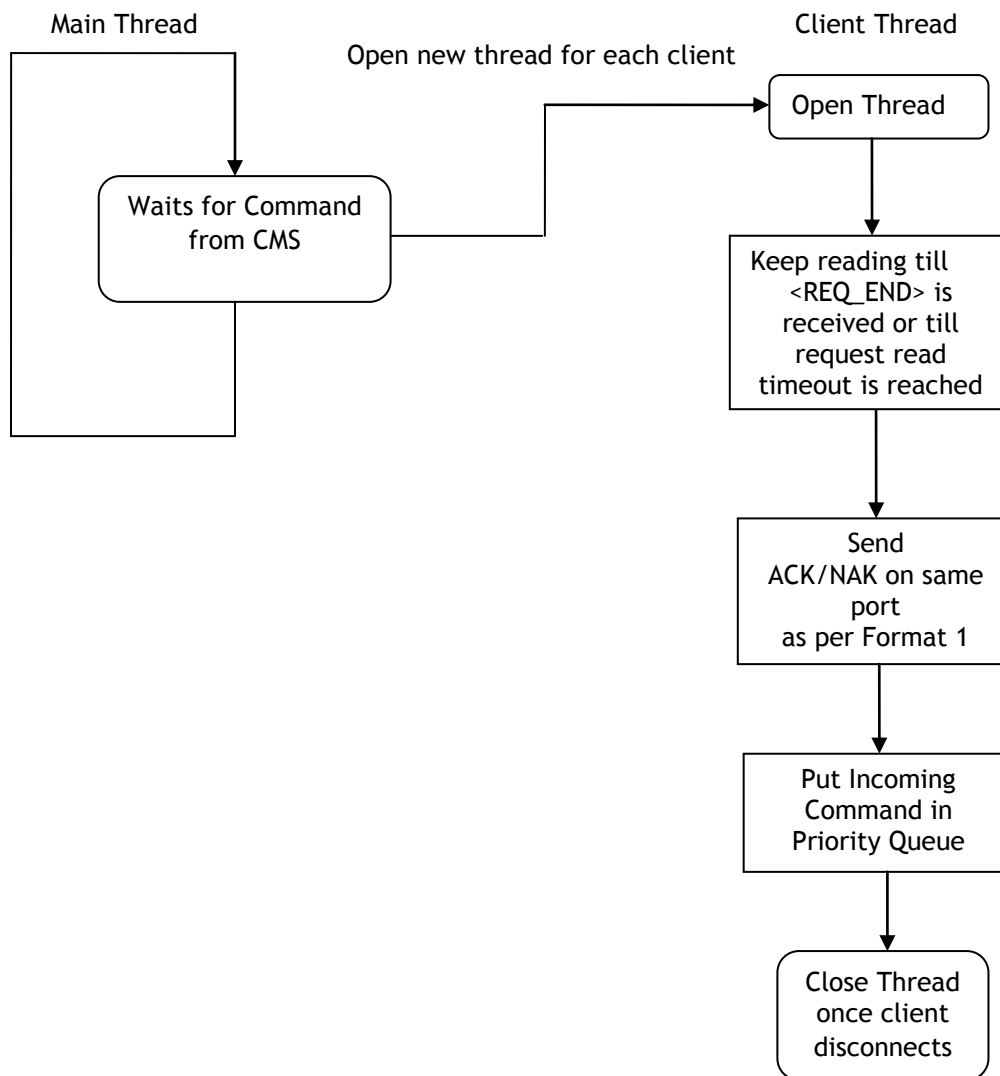 Main Thread
Client Thread
Open new thread for each client
Open Thread
Waits for Command
from CMS
Keep reading till
<REQ_END> is
received or till
request read
timeout is reached
Send
ACK/NAK on same
port
as per Format 1
Put Incoming
Command in
Priority Queue
Close Thread
once client
disconnects